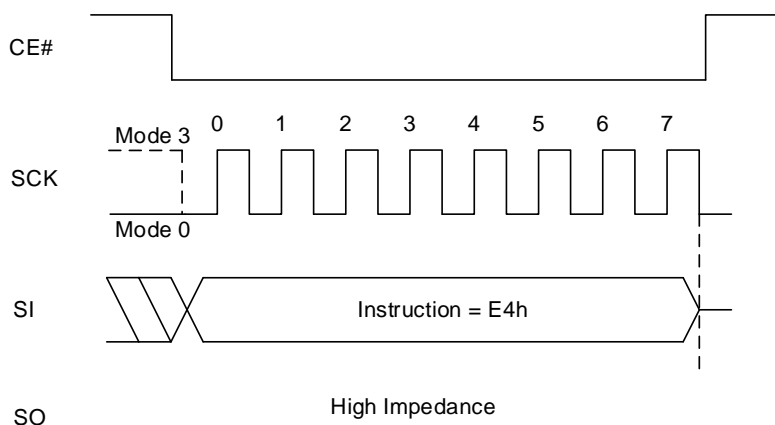 CE#
0 1 2 3 4 5 6 7
Mode 3
SCK
Mode 0
SI
Instruction = E4h
SO
High Impedance